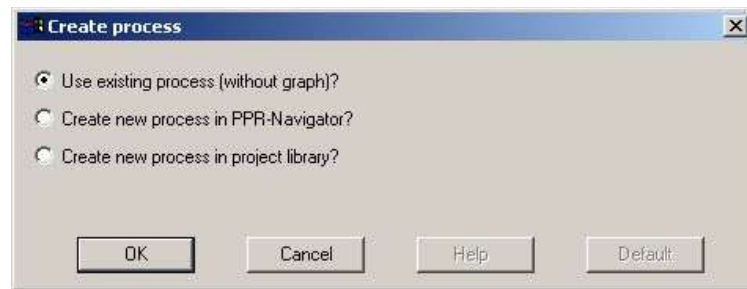 Create process
Use existing process (without graph)?
Create new process in PPR-Navigator?
Create new process in project library?
OK Cancel Help Default